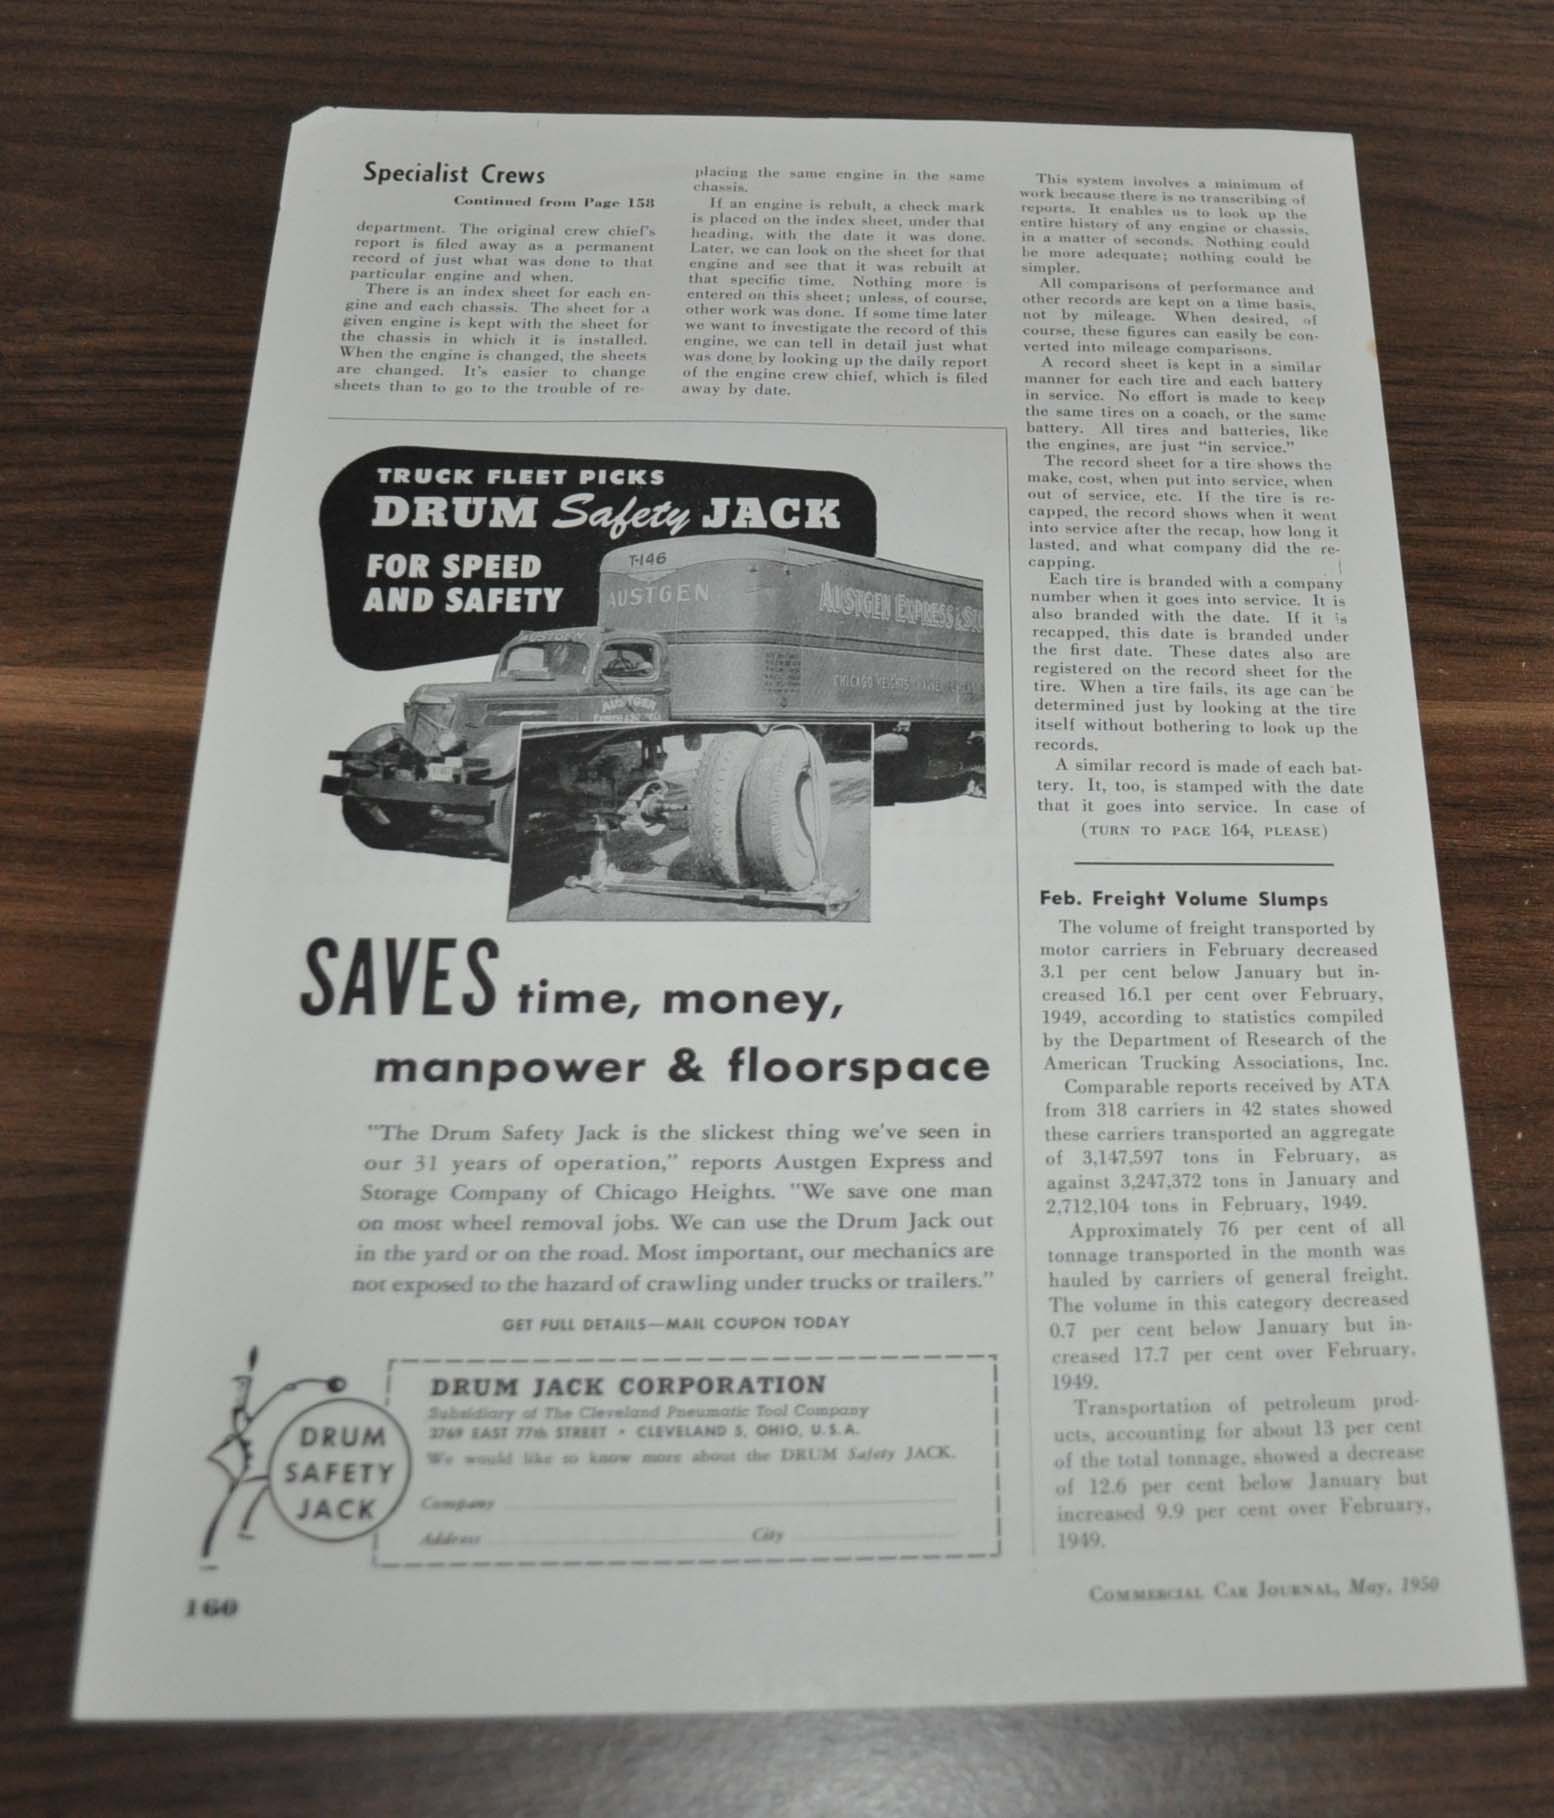 Specialist Crews
Continued from Page 158
department. The original crew chief's
report is filed away as a permanent
record of just what was done to that
particular engine and when.
There is an index sheet for each en-
gine and each chassis. The sheet for a
given engine is kept with the sheet for
the chassis in which it is installed.
When the engine is changed, the sheets
are changed. It's easier to change
sheets than to go to the trouble of re-
placing the same engine in the same
chassis.
If an engine is rebult, a check mark
is placed on the index sheet, under that
heading, with the date it was done.
Later, we can look on the sheet for that
engine and see that it was rebuilt at
that specific time. Nothing more is
entered on this sheet; unless, of course,
other work was done. If some time later
we want to investigate the record of this
engine, we can tell in detail just what
was done by looking up the daily report
of the engine crew chief, which is filed
away by date.
This system involves a minimum of
work because there is no transcribing of
reports. It enables us to look up the
entire history of any engine or chassis,
in a matter of seconds. Nothing could
be more adequate; nothing could be
simpler.
All comparisons of performance and
other records are kept on a time basis,
not by mileage. When desired, of
course, these figures can easily be con-
verted into mileage comparisons.
A record sheet is kept in a similar
manner for each tire and each battery
in service. No effort is made to keep
the same tires on a coach, or the same
battery. All tires and batteries, like
the engines, are just "in service."
The record sheet for a tire shows the
make, cost, when put into service, when
out of service, etc. If the tire is re-
capped, the record shows when it went
into service after the recap, how long it
lasted, and what company did the re-
capping.
Each tire is branded with a company
number when it goes into service. It is
also branded with the date. If it is
recapped, this date is branded under
the first date. These dates also are
registered on the record sheet for the
tire. When a tire fails, its age can be
determined just by looking at the tire
itself without bothering to look up the
records.
A similar record is made of each bat-
tery. It, too, is stamped with the date
that it goes into service. In case of
(TURN TO PAGE 164, PLEASE)
TRUCK FLEET PICKS
DRUM Safety JACK
FOR SPEED
AND SAFETY
T-146
AUSTGEN
AUSTGEN EXPRESS & ST
CHICAGO HEIGHTS
AUSTGEN
AUSTGEN
SAVES time, money,
manpower & floorspace
"The Drum Safety Jack is the slickest thing we've seen in
our 31 years of operation," reports Austgen Express and
Storage Company of Chicago Heights. "We save one man
on most wheel removal jobs. We can use the Drum Jack out
in the yard or on the road. Most important, our mechanics are
not exposed to the hazard of crawling under trucks or trailers."
GET FULL DETAILS—MAIL COUPON TODAY
DRUM
SAFETY
JACK
DRUM JACK CORPORATION
Subsidiary of The Cleveland Pneumatic Tool Company
3769 EAST 77th STREET • CLEVELAND 5, OHIO, U.S.A.
We would like to know more about the DRUM Safety JACK.
Company
Address City
Feb. Freight Volume Slumps
The volume of freight transported by
motor carriers in February decreased
3.1 per cent below January but in-
creased 16.1 per cent over February,
1949, according to statistics compiled
by the Department of Research of the
American Trucking Associations, Inc.
Comparable reports received by ATA
from 318 carriers in 42 states showed
these carriers transported an aggregate
of 3,147,597 tons in February, as
against 3,247,372 tons in January and
2,712,104 tons in February, 1949.
Approximately 76 per cent of all
tonnage transported in the month was
hauled by carriers of general freight.
The volume in this category decreased
0.7 per cent below January but in-
creased 17.7 per cent over February,
1949.
Transportation of petroleum prod-
ucts, accounting for about 13 per cent
of the total tonnage, showed a decrease
of 12.6 per cent below January but
increased 9.9 per cent over February,
1949.
160
COMMERCIAL CAR JOURNAL, May, 1950